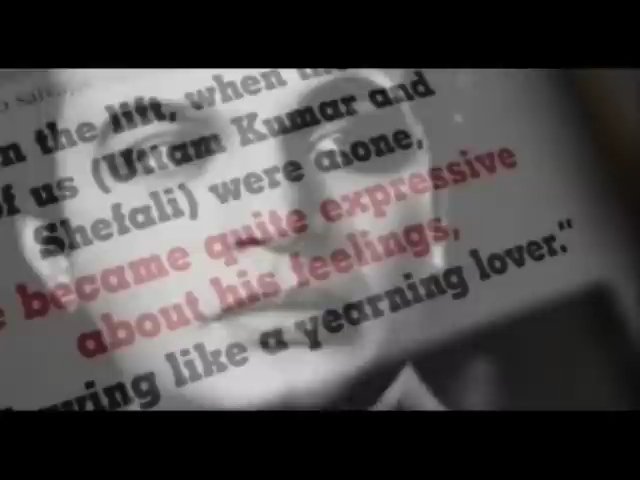 n the lift, when
of us (Uttam Kumar and
Shefali) were alone,
became quite expressive
about his feelings,
like a yearning lover."